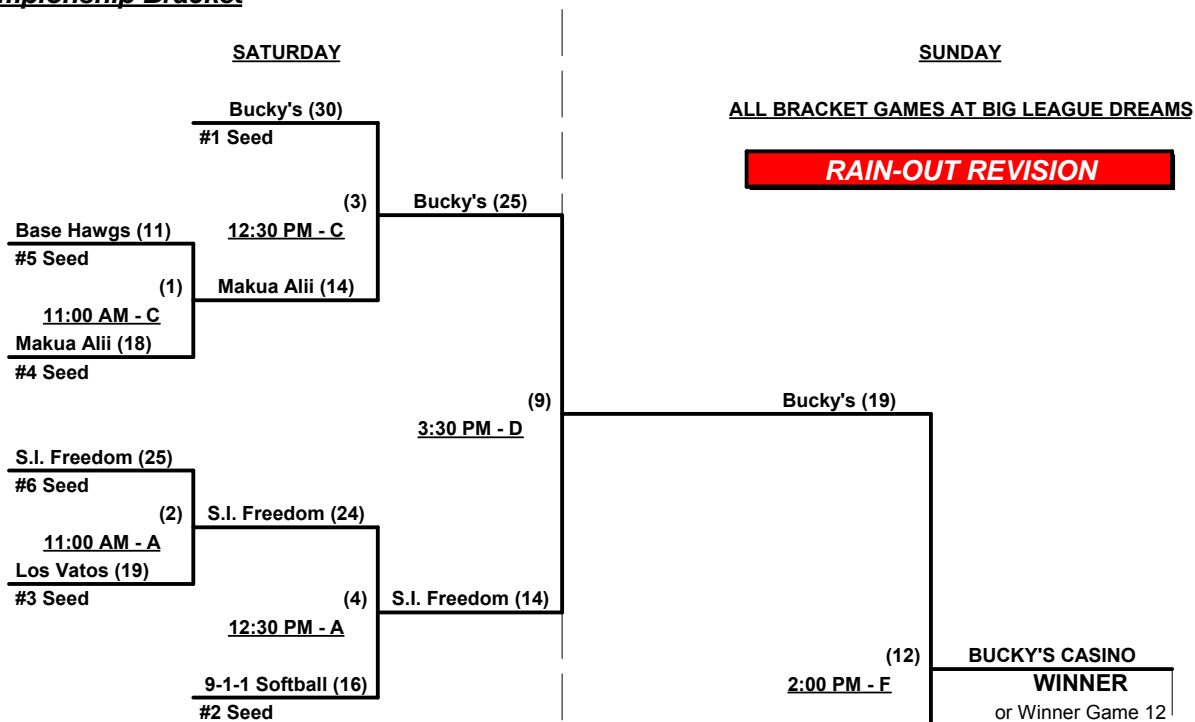 SATURDAY
SUNDAY
Bucky's (30)
ALL BRACKET GAMES AT BIG LEAGUE DREAMS
#1 Seed
RAIN-OUT REVISION
(3)
Bucky's (25)
Base Hawgs (11)
12:30 PM - C
#5 Seed
(1)
Makua Alii (14)
11:00 AM - C
Makua Alii (18)
#4 Seed
(9)
Bucky's (19)
3:30 PM - D
S.I. Freedom (25)
#6 Seed
(2)
S.I. Freedom (24)
11:00 AM - A
Los Vatos (19)
#3 Seed
(4)
S.I. Freedom (14)
12:30 PM - A
(12)
BUCKY'S CASINO
9-1-1 Softball (16)
2:00 PM - F
WINNER
#2 Seed
or Winner Game 12